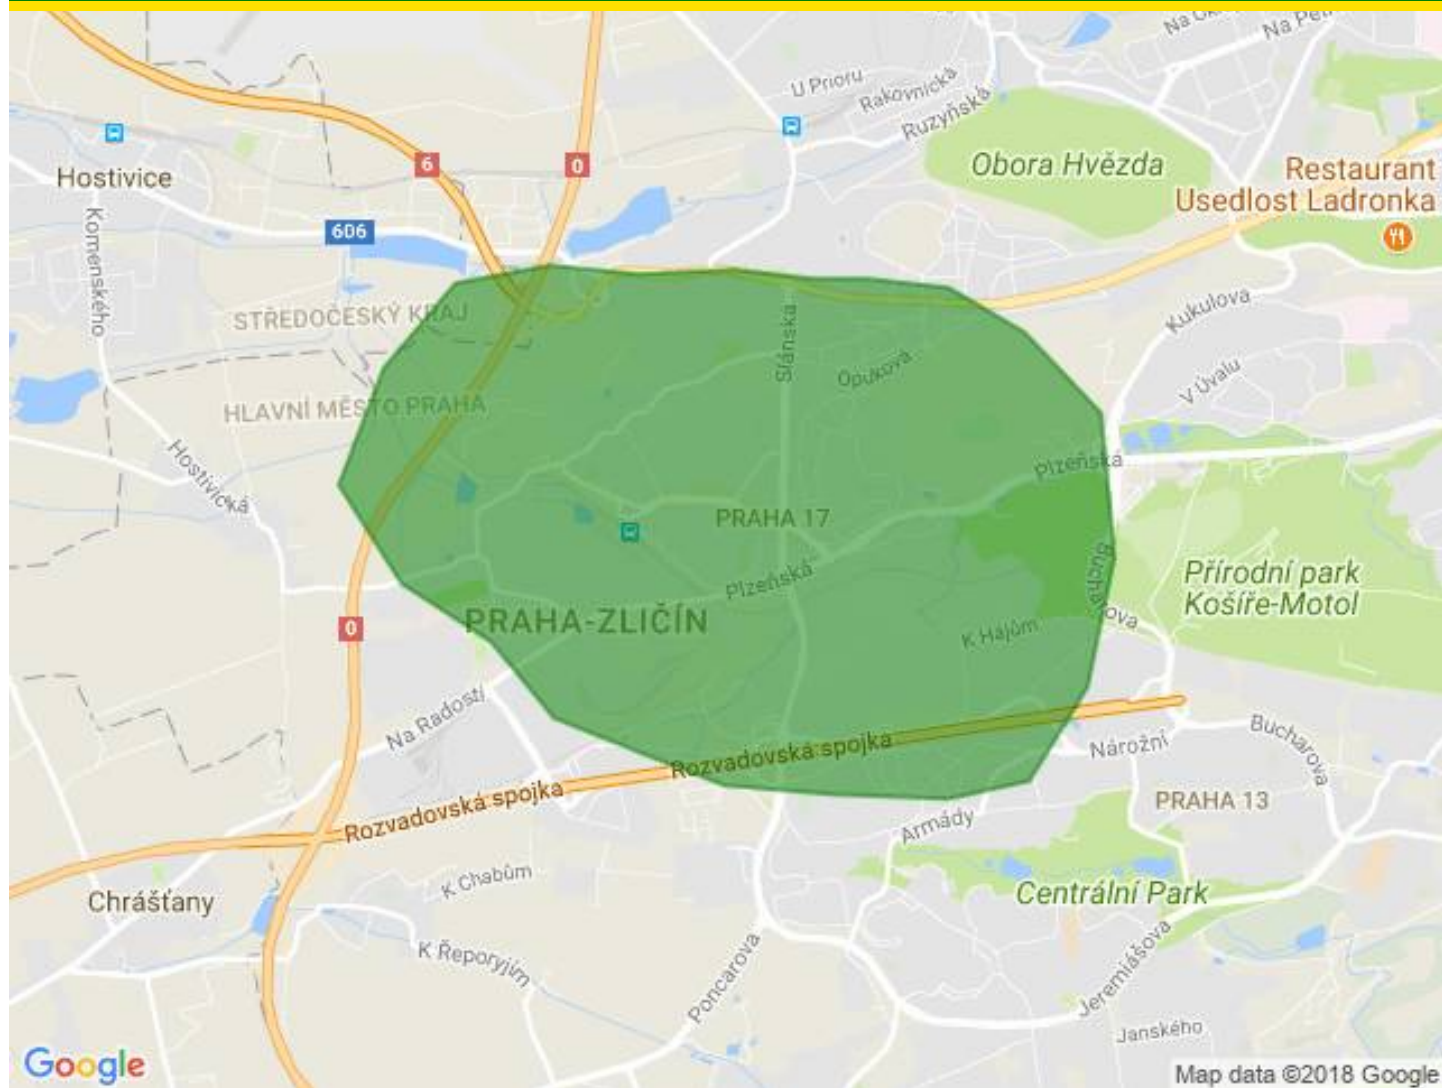 Na Petř
U Prioru
Rakovnická
Ruzyňská
Obora Hvězda
Restaurant
Usedlost Ladronka
Hostivice
6
0
606
Komenského
STŘEDOČESKÝ KRAJ
Kukulova
Slánská
Opuková
V Úvalu
HLAVNÍ MĚSTO PRAHA
Hostivická
Plzeňská
PRAHA 17
Přírodní park
Košíře-Motol
Bucharova
Plzeňská
PRAHA-ZLIČÍN
0
K Hájům
Na Radosti
Rozvadovská spojka
Nárožní
Bucharova
Rozvadovská spojka
PRAHA 13
Armády
K Chabům
Centrální Park
Chrášťany
K Řeporyjím
Poncarova
Jeremiášova
Janského
Google
Map data ©2018 Google